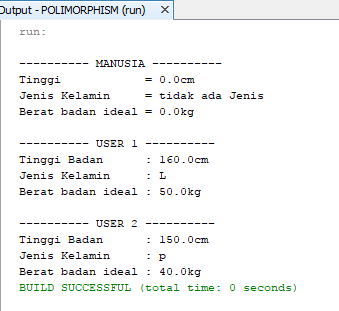 Output - POLIMORPHISM (run) ×
run:
---------- MANUSIA ----------
Tinggi = 0.0cm
Jenis Kelamin = tidak ada Jenis
Berat badan ideal = 0.0kg
---------- USER 1 ----------
Tinggi Badan : 160.0cm
Jenis Kelamin : L
Berat badan ideal : 50.0kg
---------- USER 2 ----------
Tinggi Badan : 150.0cm
Jenis Kelamin : p
Berat badan ideal : 40.0kg
BUILD SUCCESSFUL (total time: 0 seconds)